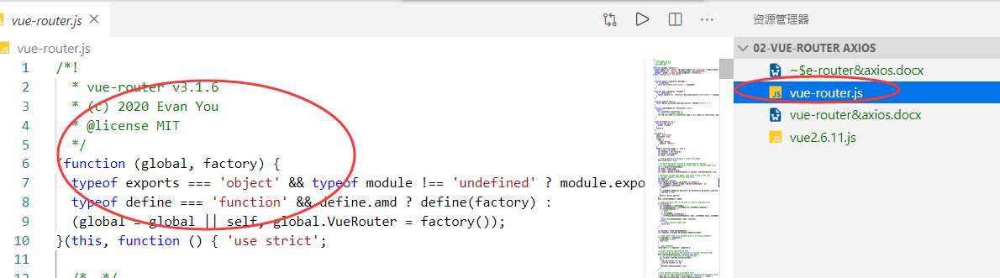 vue-router.js
资源管理器
vue-router.js
1 /*!
2 * vue-router v3.1.6
3 * (c) 2020 Evan You
4 * @license MIT
5 */
6 (function (global, factory) {
7 typeof exports === 'object' && typeof module !== 'undefined' ? module.expo
8 typeof define === 'function' && define.amd ? define(factory) :
9 (global = global || self, global.VueRouter = factory());
10 }(this, function () { 'use strict';
11
12 /* */
02-VUE-ROUTER AXIOS
~$e-router&axios.docx
JS vue-router.js
vue-router&axios.docx
JS vue2.6.11.js